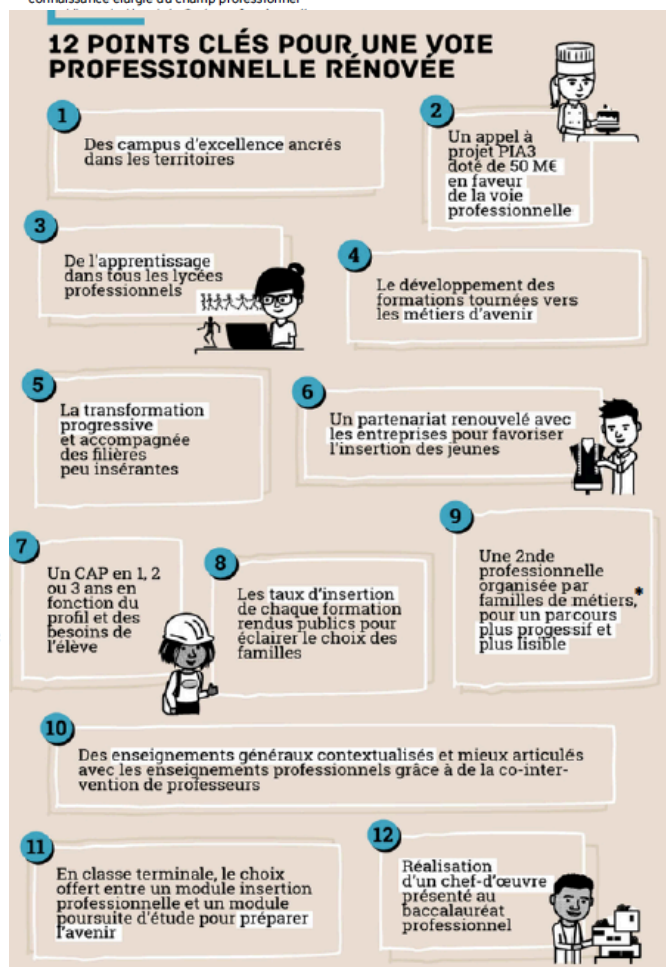 connaissance élargie du champ professionnel
12 POINTS CLÉS POUR UNE VOIE
PROFESSIONNELLE RÉNOVÉE
1
Des campus d'excellence ancrés
dans les territoires
2
Un appel à
projet PIA3
doté de 50 M€
en faveur
de la voie
professionnelle
3
De l'apprentissage
dans tous les lycées
professionnels
4
Le développement des
formations tournées vers
les métiers d'avenir
5
La transformation
progressive
et accompagnée
des filières
peu insérantes
6
Un partenariat renouvelé avec
les entreprises pour favoriser
l'insertion des jeunes
7
Un CAP en 1, 2
ou 3 ans en
fonction du
profil et des
besoins de
l'élève
8
Les taux d'insertion
de chaque formation
rendus publics pour
éclairer le choix des
familles
9
Une 2nde
professionnelle
organisée par
familles de métiers,*
pour un parcours
plus progessif et
plus lisible
10
Des enseignements généraux contextualisés et mieux articulés
avec les enseignements professionnels grâce à de la co-inter-
vention de professeurs
11
En classe terminale, le choix
offert entre un module insertion
professionnelle et un module
poursuite d'étude pour préparer
l'avenir
12
Réalisation
d'un chef-d'œuvre
présenté au
baccalauréat
professionnel